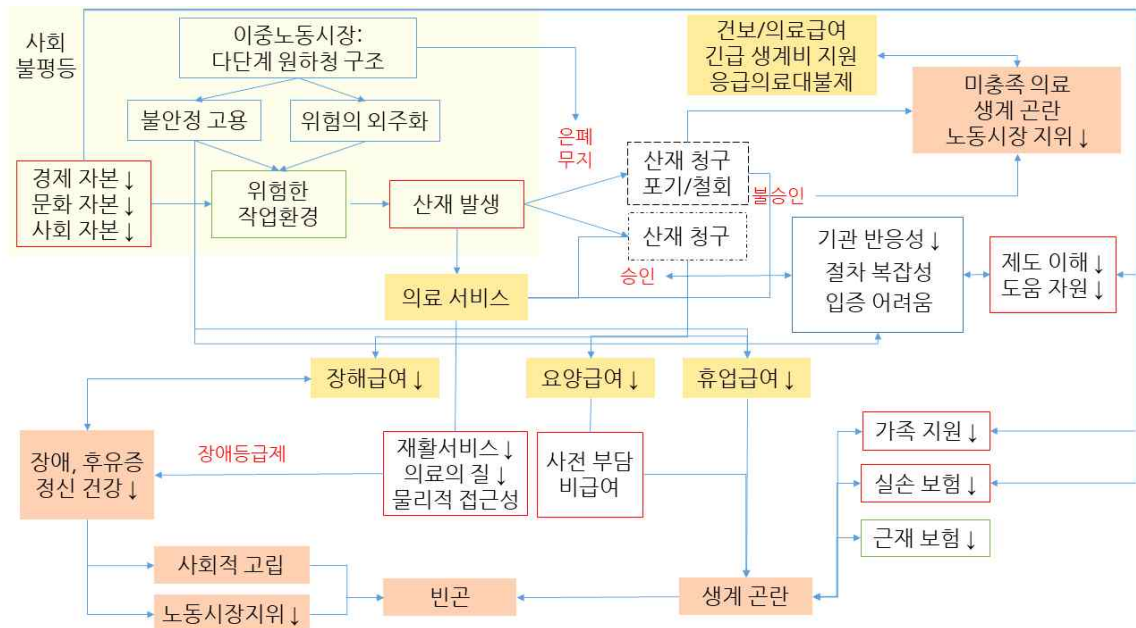 사회
불평등
이중노동시장:
다단계 원하청 구조
불안정 고용
위험의 외주화
경제 자본↓
문화 자본↓
사회 자본↓
위험한
작업환경
산재 발생
은폐
무지
건보/의료급여
긴급 생계비 지원
응급의료대불제
미충족 의료
생계 곤란
노동시장 지위↓
산재 청구
포기/철회
불승인
산재 청구
승인
기관 반응성↓
절차 복잡성
입증 어려움
제도 이해↓
도움 자원↓
의료 서비스
장해급여↓
요양급여↓
휴업급여↓
장애, 후유증
정신 건강↓
장애등급제
재활서비스↓
의료의 질↓
물리적 접근성
사전 부담
비급여
가족 지원↓
실손 보험↓
근재 보험↓
사회적 고립
노동시장지위↓
빈곤
생계 곤란